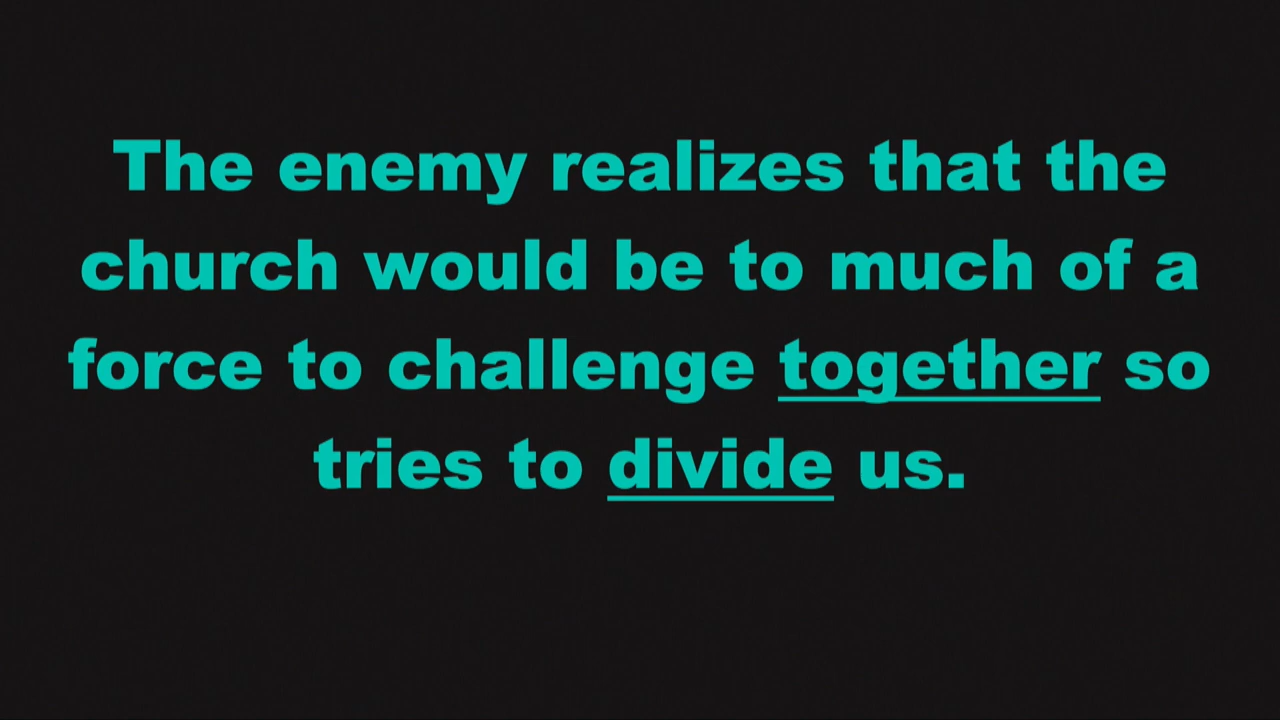 The enemy realizes that the
church would be to much of a
force to challenge together so
tries to divide us.